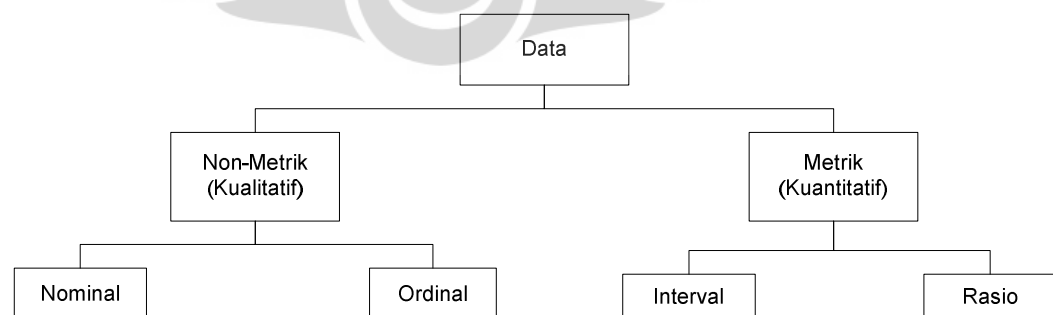 Data
Non-Metrik
(Kualitatif)
Metrik
(Kuantitatif)
Nominal
Ordinal
Interval
Rasio